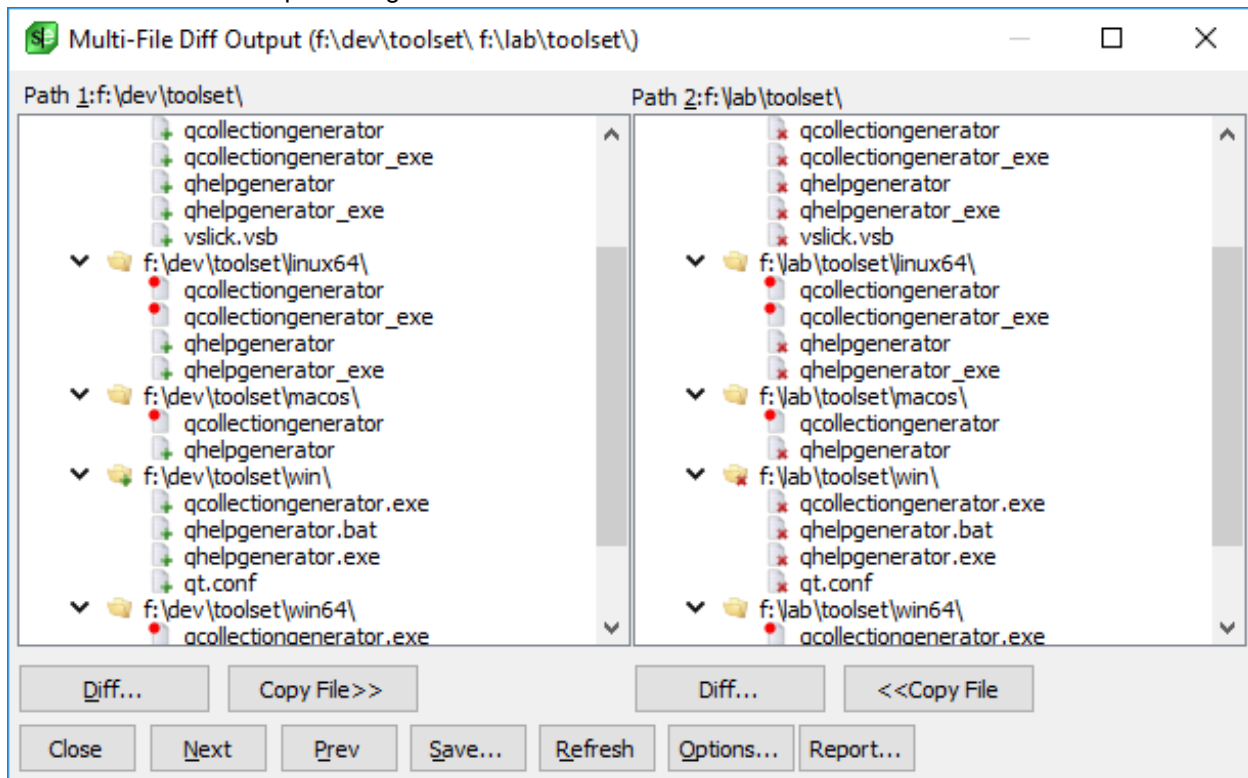 Multi-File Diff Output (f:\dev\toolset\ f:\lab\toolset\)
Path 1:f:\dev\toolset\
qcollectiongenerator
qcollectiongenerator_exe
qhelpgenerator
qhelpgenerator_exe
vslick.vsb
f:\dev\toolset\linux64\
qcollectiongenerator
qcollectiongenerator_exe
qhelpgenerator
qhelpgenerator_exe
f:\dev\toolset\macos\
qcollectiongenerator
qhelpgenerator
f:\dev\toolset\win\
qcollectiongenerator.exe
qhelpgenerator.bat
qhelpgenerator.exe
qt.conf
f:\dev\toolset\win64\
qcollectiongenerator.exe
Path 2:f:\lab\toolset\
qcollectiongenerator
qcollectiongenerator_exe
qhelpgenerator
qhelpgenerator_exe
vslick.vsb
f:\lab\toolset\linux64\
qcollectiongenerator
qcollectiongenerator_exe
qhelpgenerator
qhelpgenerator_exe
f:\lab\toolset\macos\
qcollectiongenerator
qhelpgenerator
f:\lab\toolset\win\
qcollectiongenerator.exe
qhelpgenerator.bat
qhelpgenerator.exe
qt.conf
f:\lab\toolset\win64\
qcollectiongenerator.exe
Diff... Copy File>> Diff... <<Copy File
Close Next Prev Save... Refresh Options... Report...